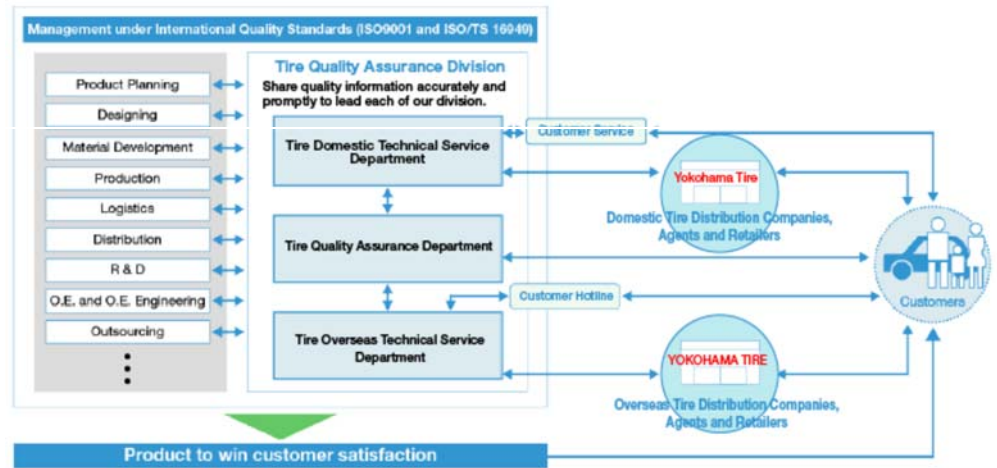 Management under International Quality Standards (ISO9001 and ISO/TS 16949)
Product Planning
Designing
Material Development
Production
Logistics
Distribution
R & D
O.E. and O.E. Engineering
Outsourcing
Tire Quality Assurance Division
Share quality information accurately and
promptly to lead each of our division.
Tire Domestic Technical Service
Department
Tire Quality Assurance Department
Tire Overseas Technical Service
Department
Customer Service
Yokohama Tire
Domestic Tire Distribution Companies,
Agents and Retailers
Customer Hotline
YOKOHAMA TIRE
Overseas Tire Distribution Companies,
Agents and Retailers
Customers
Product to win customer satisfaction